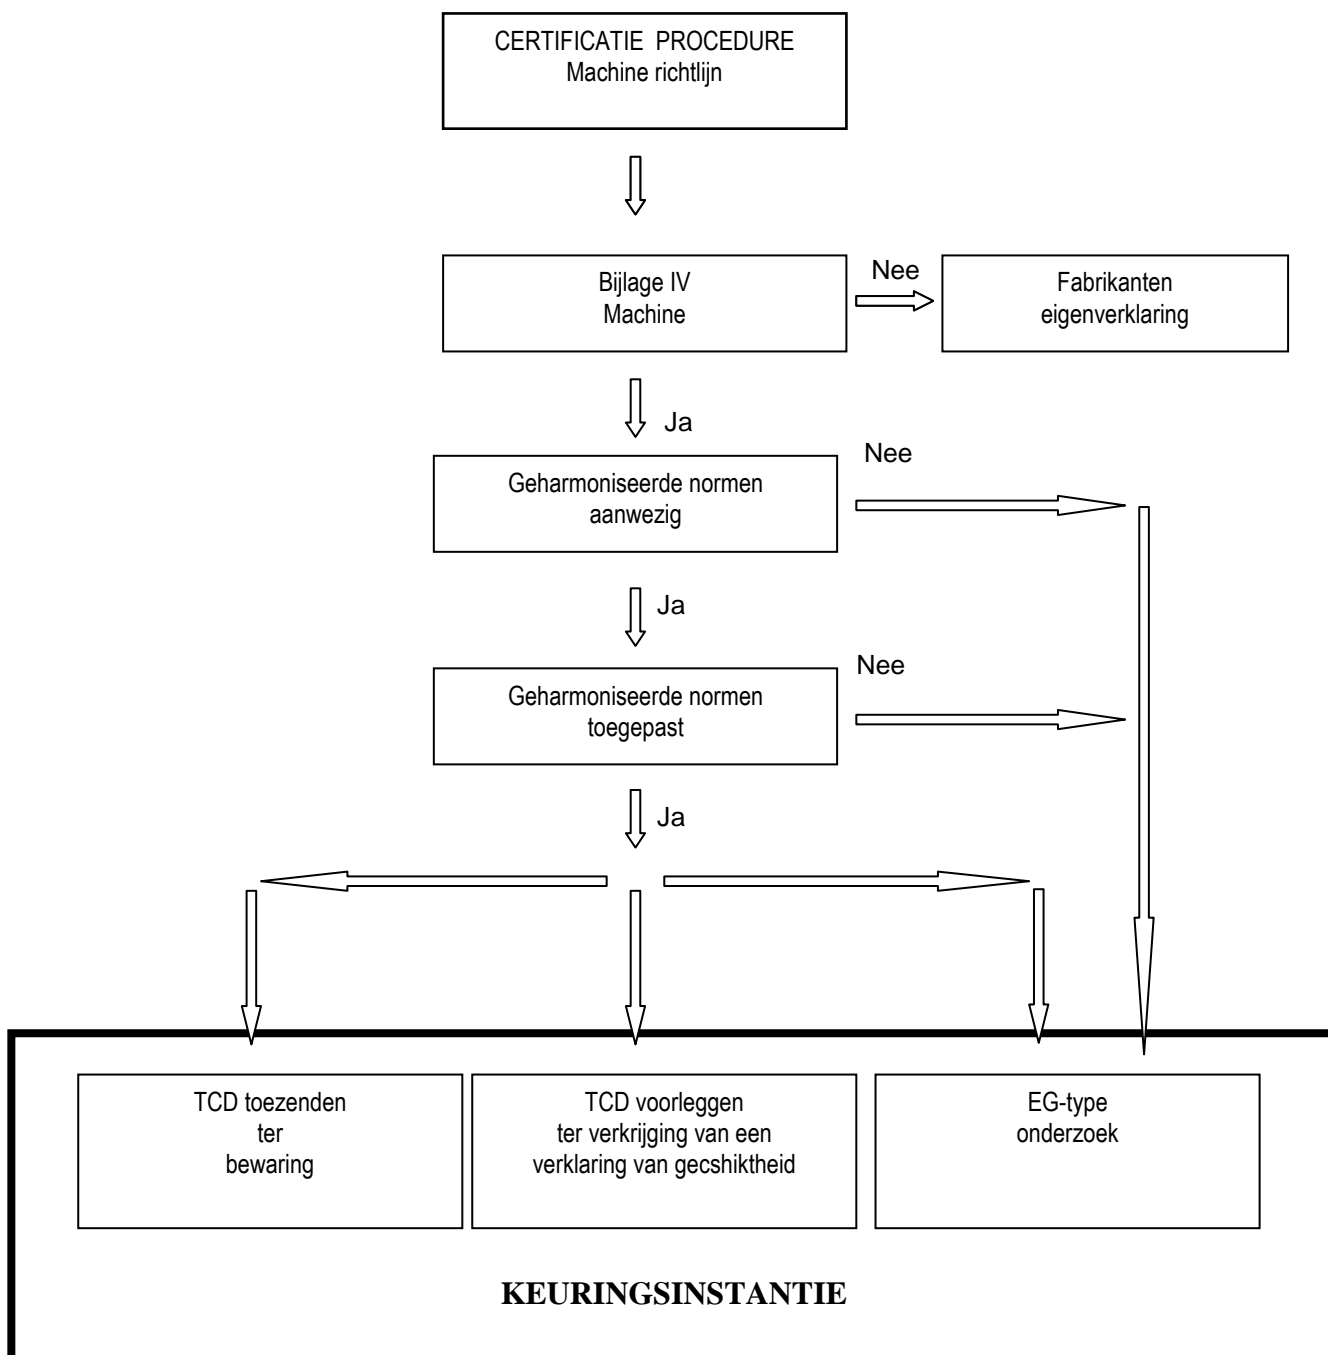 CERTIFICATIE PROCEDURE
Machine richtlijn
Bijlage IV
Machine
Nee
Fabrikanten
eigenverklaring
Ja
Geharmoniseerde normen
aanwezig
Nee
Ja
Geharmoniseerde normen
toegepast
Nee
Ja
TCD toezenden
ter
bewaring
TCD voorleggen
ter verkrijging van een
verklaring van gecshiktheid
EG-type
onderzoek
KEURINGSINSTANTIE